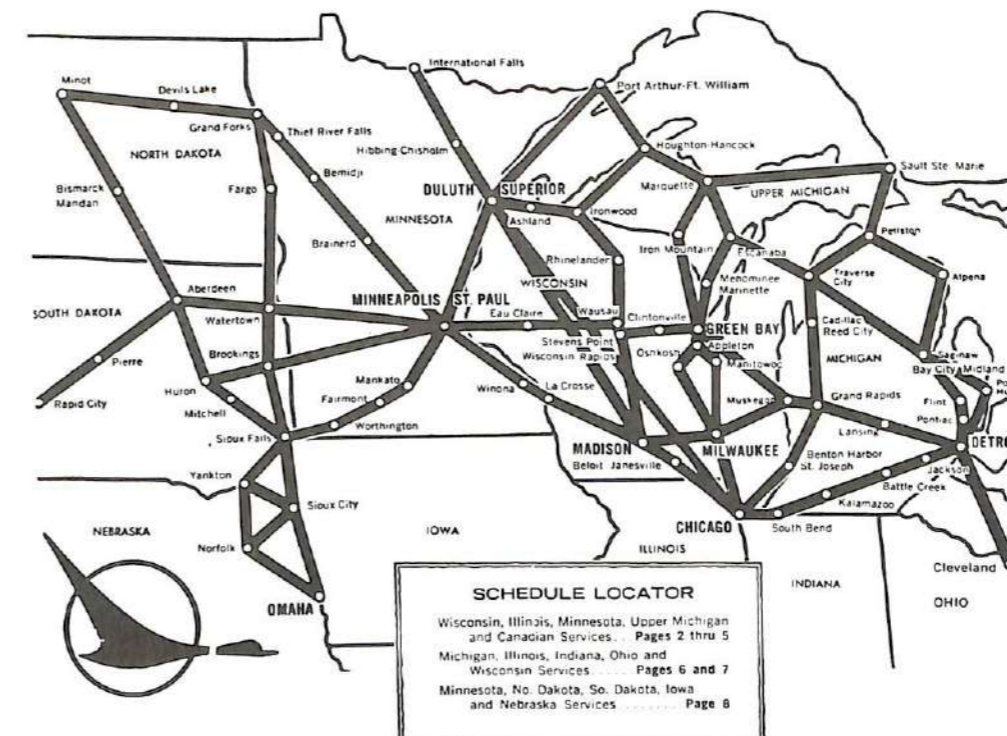 International Falls
Minot
Devils Lake
Port Arthur-Ft. William
Grand Forks
Thief River Falls
NORTH DAKOTA
Hibbing-Chisholm
Houghton-Hancock
Bismarck
Mandan
Fargo
Bemidji
DULUTH SUPERIOR
Marquette
Sault Ste. Marie
UPPER MICHIGAN
MINNESOTA
Ashland
Ironwood
Brainerd
Iron Mountain
Escanaba
Pellston
Rhinelander
WISCONSIN
Menominee
Marinette
Traverse
City
Alpena
Aberdeen
MINNEAPOLIS ST. PAUL
SOUTH DAKOTA
Watertown
Eau Claire
Wausau
Clintonville
GREEN BAY
Cadillac
Reed City
Stevens Point
Wisconsin Rapids
Oshkosh
Appleton
Manitowoc
MICHIGAN
Saginaw
Bay City Midland
Brookings
Pierre
Huron
Mankato
Winona
La Crosse
Muskegon
Grand Rapids
Flint
Po
Hu
Rapid City
Mitchell
Fairmont
Pontiac
Sioux Falls
Worthington
Lansing
MADISON
MILWAUKEE
Benton Harbor
St. Joseph
DETRO
Beloit Janesville
Jackson
Yankton
Battle Creek
Sioux City
Kalamazoo
CHICAGO
South Bend
NEBRASKA
IOWA
ILLINOIS
Norfolk
INDIANA
Cleveland
OHIO
OMAHA
SCHEDULE LOCATOR
Wisconsin, Illinois, Minnesota, Upper Michigan
and Canadian Services... Pages 2 thru 5
Michigan, Illinois, Indiana, Ohio and
Wisconsin Services...... Pages 6 and 7
Minnesota, No. Dakota, So. Dakota, Iowa
and Nebraska Services ........ Page 8